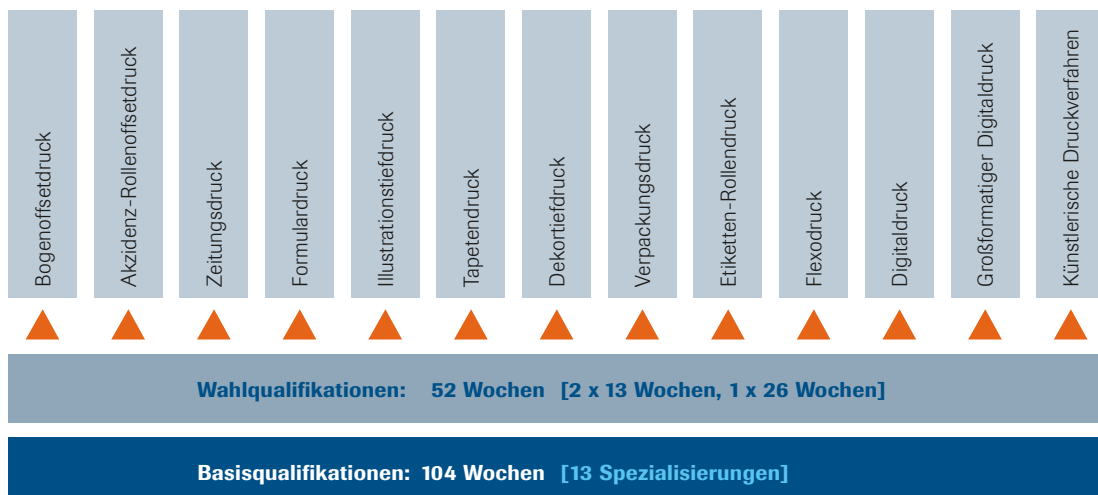 Bogenoffsetdruck
Akzidenz-Rollenoffsetdruck
Zeitungsdruck
Formulardruck
Illustrationstiefdruck
Tapetendruck
Dekortiefdruck
Verpackungsdruck
Etiketten-Rollendruck
Flexodruck
Digitaldruck
Großformatiger Digitaldruck
Künstlerische Druckverfahren
Wahlqualifikationen: 52 Wochen [2 x 13 Wochen, 1 x 26 Wochen]
Basisqualifikationen: 104 Wochen [13 Spezialisierungen]